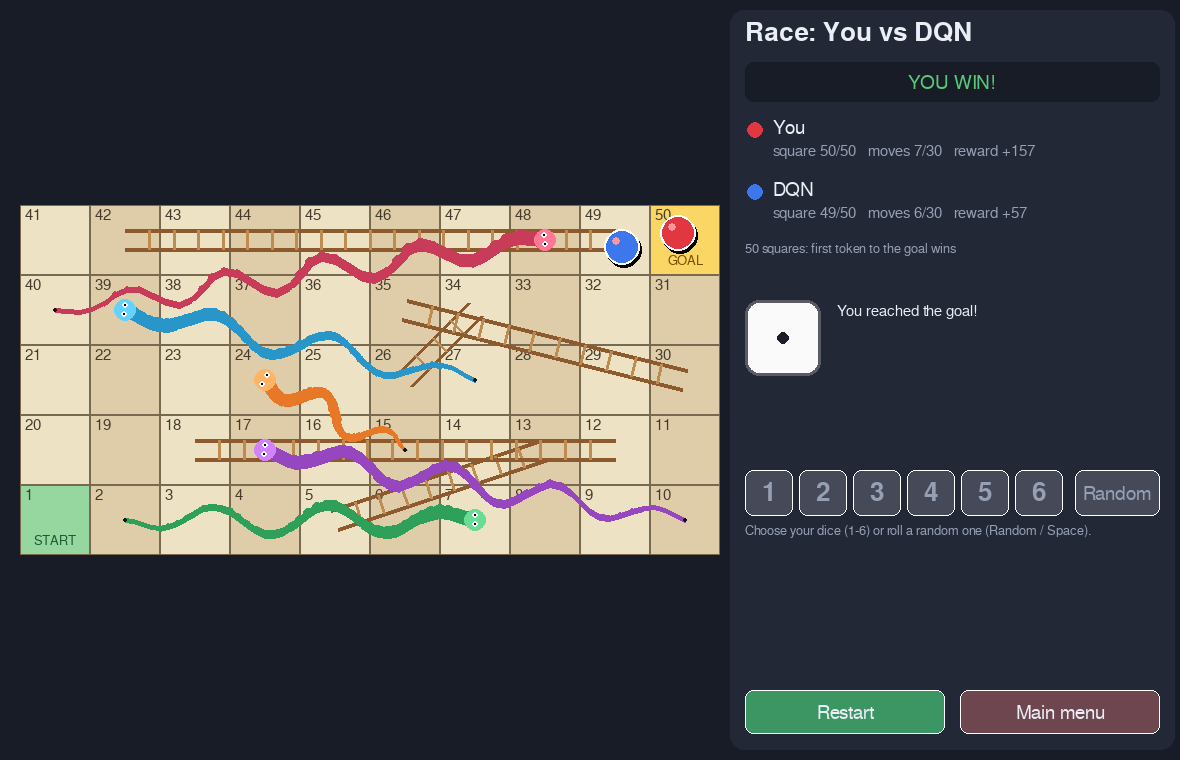 Race: You vs DQN
YOU WIN!
You
square 50/50 moves 7/30 reward +157
DQN
square 49/50 moves 6/30 reward +57
50 squares: first token to the goal wins
You reached the goal!
41 42 43 44 45 46 47 48 49 50
GOAL
40 39 38 37 36 35 34 33 32 31
21 22 23 24 25 26 27 28 29 30
20 19 18 17 16 15 14 13 12 11
1 2 3 4 5 6 7 8 9 10
START
1 2 3 4 5 6 Random
Choose your dice (1-6) or roll a random one (Random / Space).
Restart Main menu